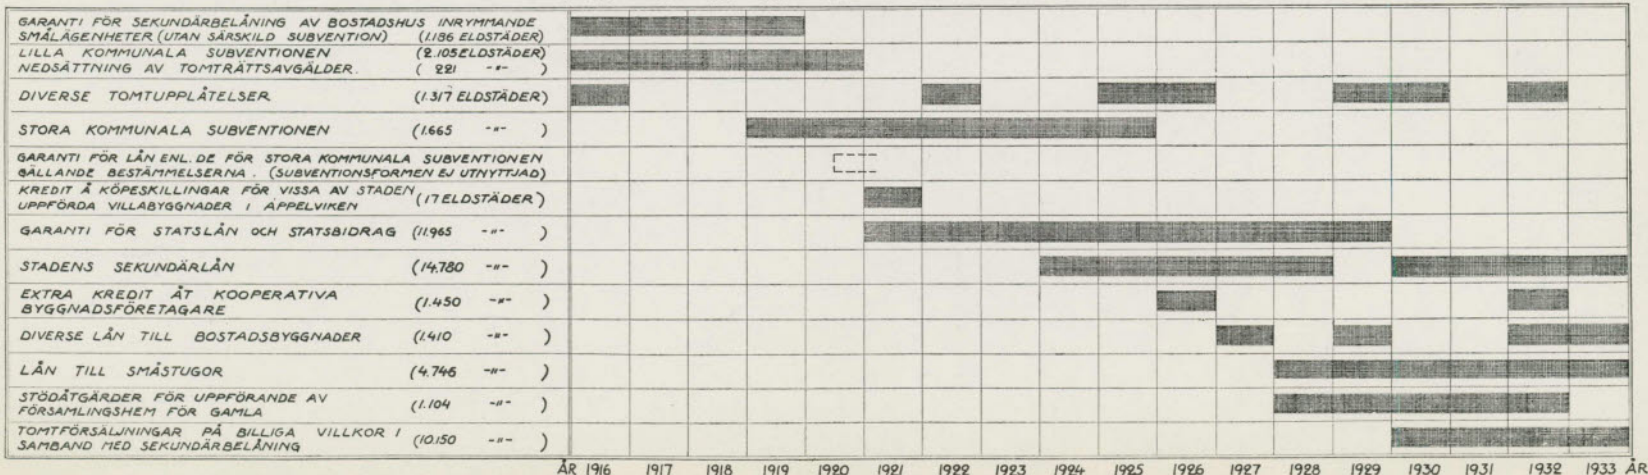 GARANTI FÖR SEKUNDÄRBELÅNING AV BOSTADSHUS INRYMMANDE
SMÅLÄGENHETER (UTAN SÄRSKILD SUBVENTION) (1.186 ELDSTÄDER)
LILLA KOMMUNALA SUBVENTIONEN (2.105 ELDSTÄDER)
NEDSÄTTNING AV TOMTRÄTTSAVGÄLDER. ( 221 -"- )
DIVERSE TOMTUPPLÅTELSER (1.317 ELDSTÄDER)
STORA KOMMUNALA SUBVENTIONEN (1.665 -"- )
GARANTI FÖR LÅN ENL. DE FÖR STORA KOMMUNALA SUBVENTIONEN
GÄLLANDE BESTÄMMELSERNA. (SUBVENTIONSFORMEN EJ UTNYTTJAD)
KREDIT Å KÖPESKILLINGAR FÖR VISSA AV STADEN
UPPFÖRDA VILLABYGGNADER I ÄPPELVIKEN (17 ELDSTÄDER)
GARANTI FÖR STATSLÅN OCH STATSBIDRAG (11.965 -"- )
STADENS SEKUNDÄRLÅN (14.780 -"- )
EXTRA KREDIT ÅT KOOPERATIVA
BYGGNADSFÖRETAGARE (1.450 -"- )
DIVERSE LÅN TILL BOSTADSBYGGNADER (1.410 -"- )
LÅN TILL SMÅSTUGOR (4.746 -"- )
STÖDÅTGÄRDER FÖR UPPFÖRANDE AV
FÖRSAMLINGSHEM FÖR GAMLA (1.104 -"- )
TOMTFÖRSÄLJNINGAR PÅ BILLIGA VILLKOR I
SAMBAND MED SEKUNDÄRBELÅNING (10.150 -"- )
ÅR 1916 1917 1918 1919 1920 1921 1922 1923 1924 1925 1926 1927 1928 1929 1930 1931 1932 1933 ÅR